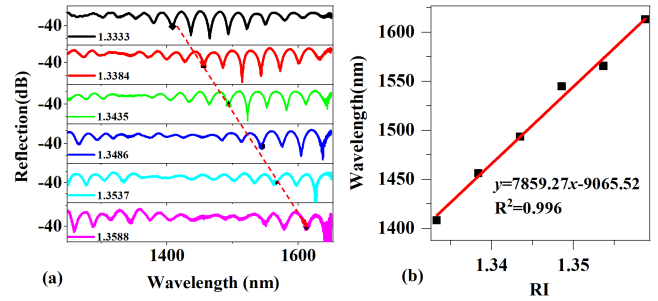 (a)
Reflection(dB)
-40
1.3333
-40
1.3384
-40
1.3435
-40
1.3486
-40
1.3537
-40
1.3588
1400
1500
1600
Wavelength (nm)
(b)
Wavelength(nm)
1600
1550
1500
1450
1400
y=7859.27x-9065.52
R²=0.996
1.34
1.35
RI